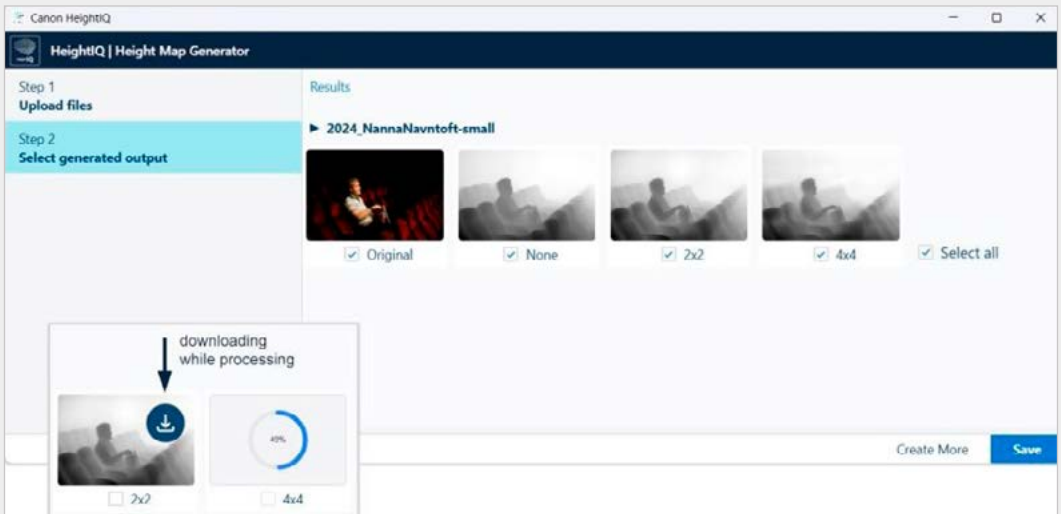 Canon HeightIQ
HeightIQ | Height Map Generator
Step 1
Upload files
Step 2
Select generated output
Results
2024_NannaNavntoft-small
Original
None
2x2
4x4
Select all
downloading
while processing
49%
2x2
4x4
Create More
Save